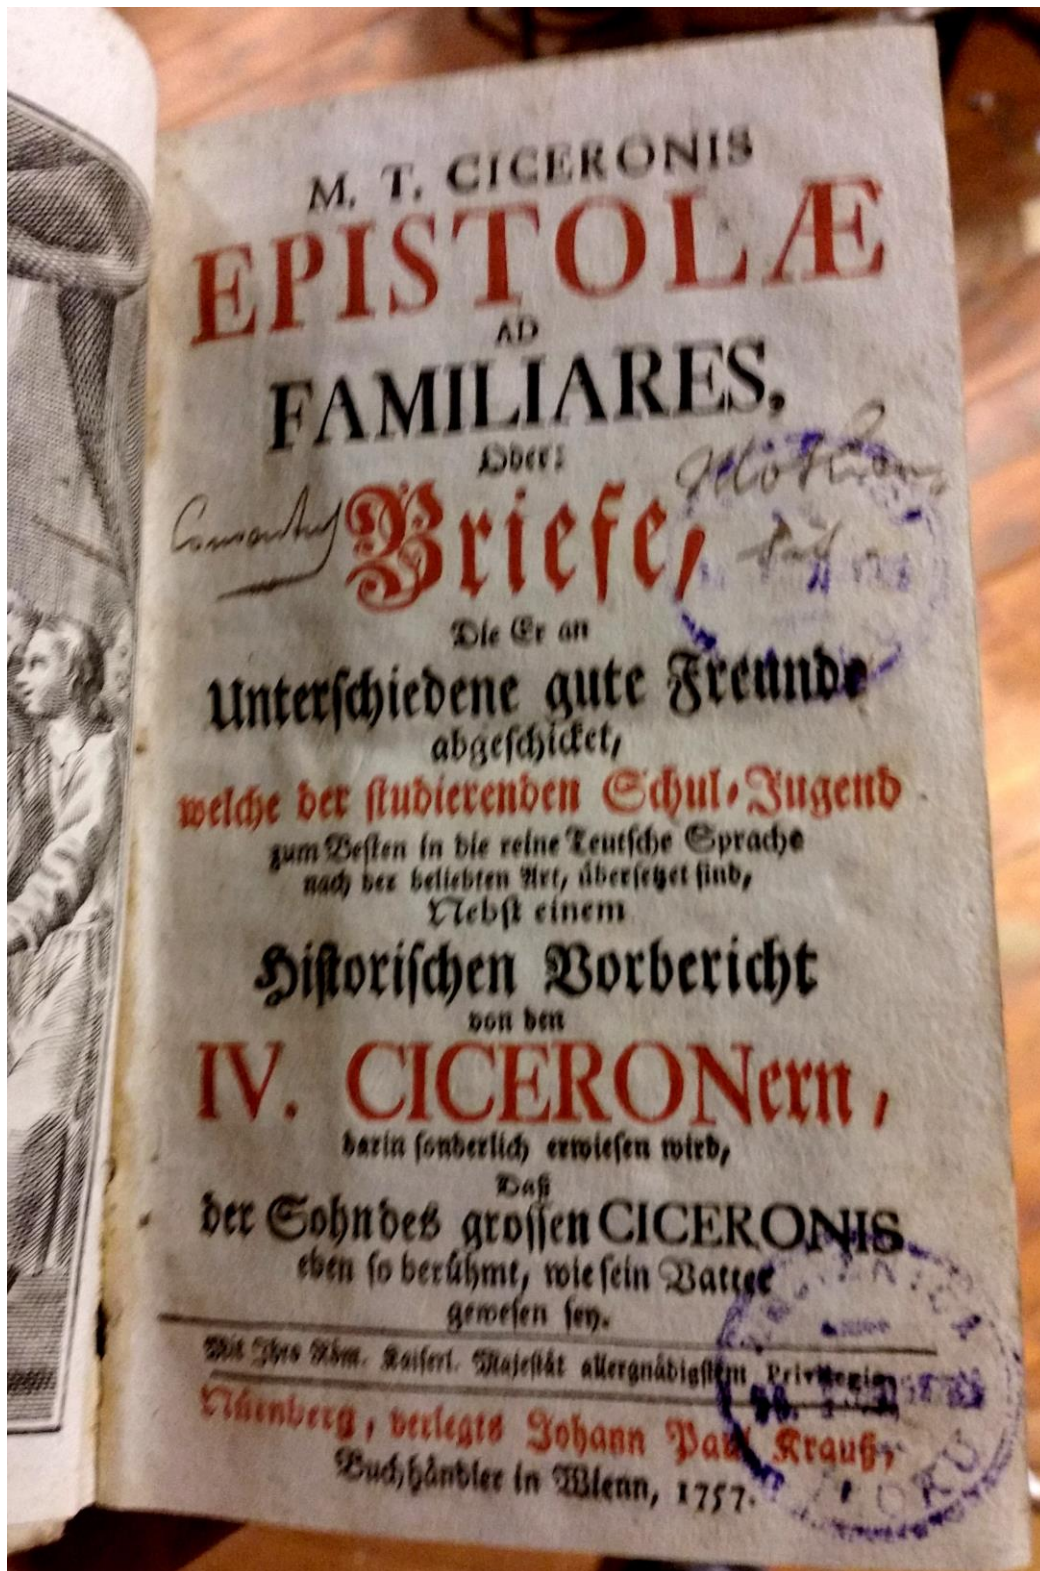 M. T. CICERONIS
EPISTOLÆ
AD
FAMILIARES,
Oder:
Briefe,
Die Er an
Unterschiedene gute Freunde
abgeschicket,
welche der studierenden Schul-Jugend
zum Besten in die reine Teutsche Sprache
nach der beliebten Art, übersetzet sind,
Nebst einem
Historischen Vorbericht
von den
IV. CICERONern,
darin sonderlich erwiesen wird,
Daß
der Sohn des grossen CICERONIS
eben so berühmt, wie sein Vatter
gewesen sey.
Mit Ihro Röm. Kaiserl. Majestät allergnädigstem Privilegio.
Nürnberg, verlegts Johann Paul Krauß,
Buchhändler in Wienn, 1757.